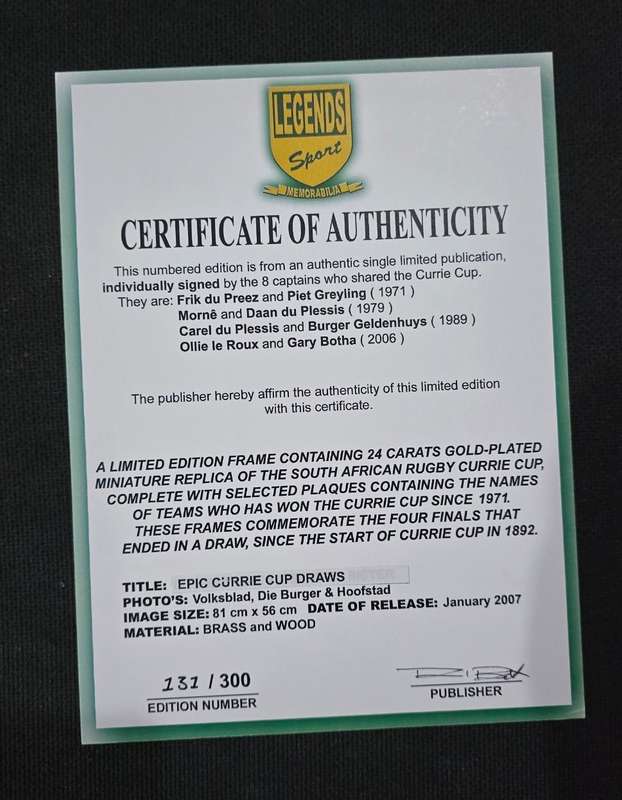 LEGENDS
Sport
MEMORABILIA
CERTIFICATE OF AUTHENTICITY
This numbered edition is from an authentic single limited publication,
individually signed by the 8 captains who shared the Currie Cup.
They are: Frik du Preez and Piet Greyling ( 1971 )
Mornê and Daan du Plessis ( 1979 )
Carel du Plessis and Burger Geldenhuys ( 1989 )
Ollie le Roux and Gary Botha ( 2006 )
The publisher hereby affirm the authenticity of this limited edition
with this certificate.
A LIMITED EDITION FRAME CONTAINING 24 CARATS GOLD-PLATED
MINIATURE REPLICA OF THE SOUTH AFRICAN RUGBY CURRIE CUP,
COMPLETE WITH SELECTED PLAQUES CONTAINING THE NAMES
OF TEAMS WHO HAS WON THE CURRIE CUP SINCE 1971.
THESE FRAMES COMMEMORATE THE FOUR FINALS THAT
ENDED IN A DRAW, SINCE THE START OF CURRIE CUP IN 1892.
TITLE: EPIC CURRIE CUP DRAWS
PHOTO'S: Volksblad, Die Burger & Hoofstad
IMAGE SIZE: 81 cm x 56 cm DATE OF RELEASE: January 2007
MATERIAL: BRASS and WOOD
131 / 300
EDITION NUMBER
PUBLISHER